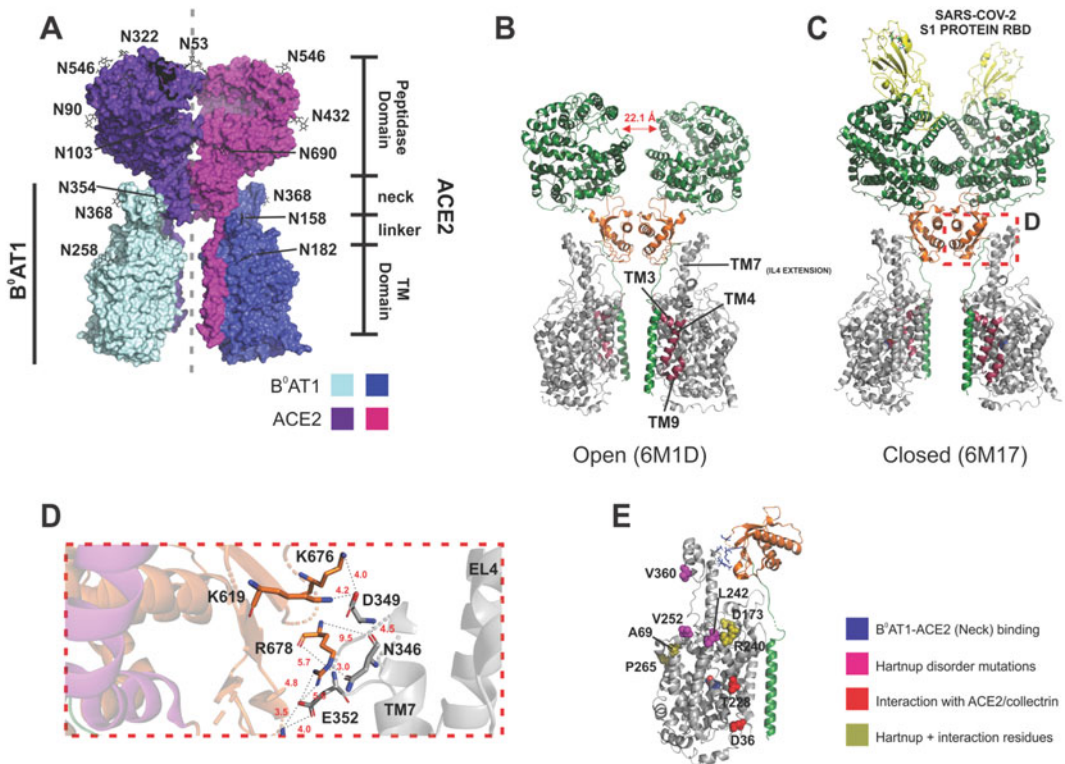 A
N322
N53
N546
N546
N90
N432
N103
N690
N354
N368
N368
N158
N258
N182
B⁰AT1
Peptidase
Domain
neck
linker
TM
Domain
ACE2
B⁰AT1
ACE2
B
22.1 Å
TM7 (IL4 EXTENSION)
TM3
TM4
TM9
Open (6M1D)
C
SARS-COV-2
S1 PROTEIN RBD
D
Closed (6M17)
D
K676
EL4
4.0
K619
4.2
D349
4.5
9.5
R678
N346
5.7
3.0
4.8
E352
TM7
3.5
4.0
E
V360
L242
V252
D173
A69
R240
P265
T228
D36
B⁰AT1-ACE2 (Neck) binding
Hartnup disorder mutations
Interaction with ACE2/collectrin
Hartnup + interaction residues